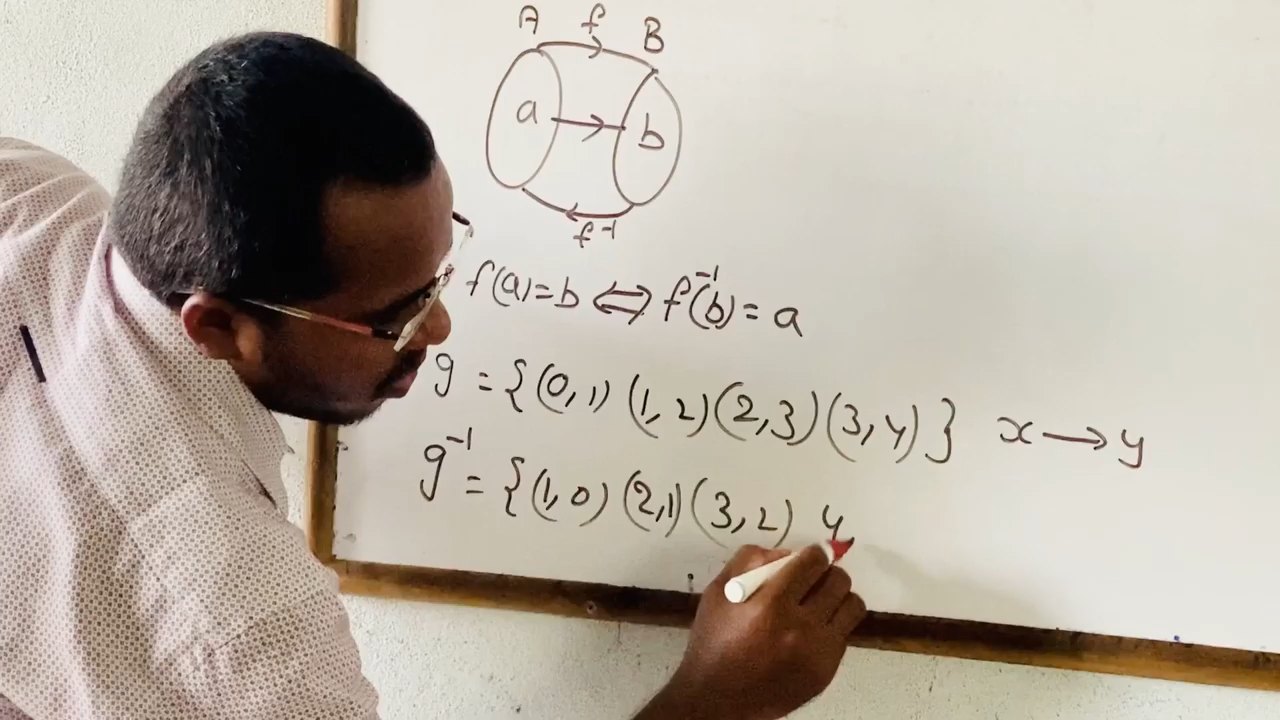 A f B
a b
f⁻¹
f(a)=b ⇔ f⁻¹(b)=a
g = {(0,1) (1,2)(2,3)(3,4)} x→y
g⁻¹ = {(1,0) (2,1)(3,2) 4,